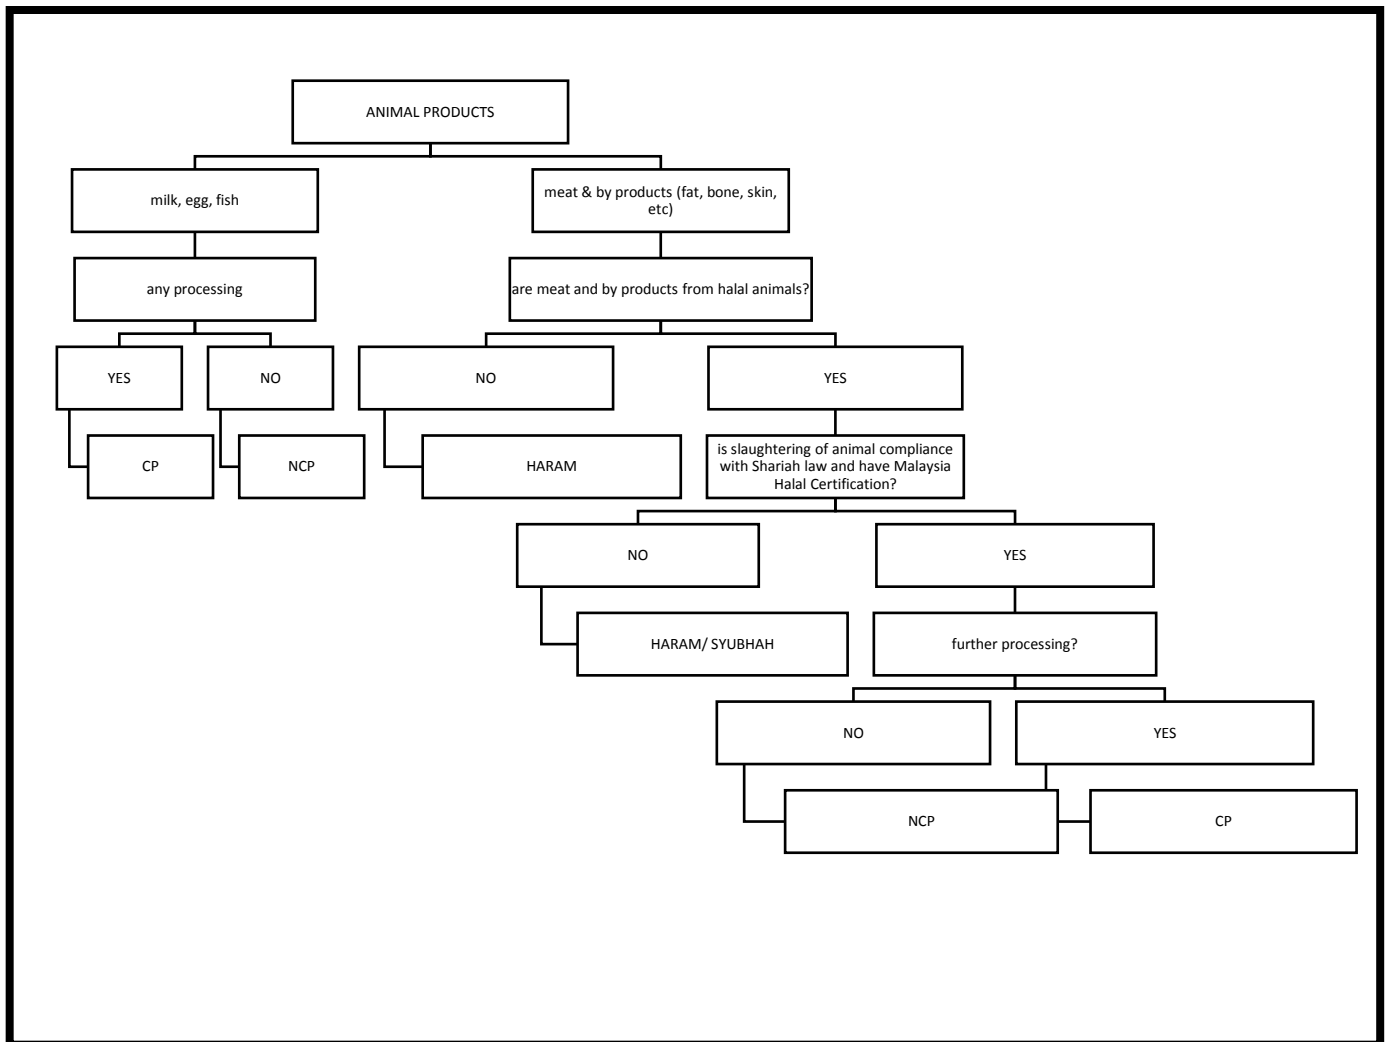 ANIMAL PRODUCTS
milk, egg, fish
meat & by products (fat, bone, skin,
etc)
any processing
are meat and by products from halal animals?
YES
NO
NO
YES
CP
NCP
HARAM
is slaughtering of animal compliance
with Shariah law and have Malaysia
Halal Certification?
NO
YES
HARAM/ SYUBHAH
further processing?
NO
YES
NCP
CP